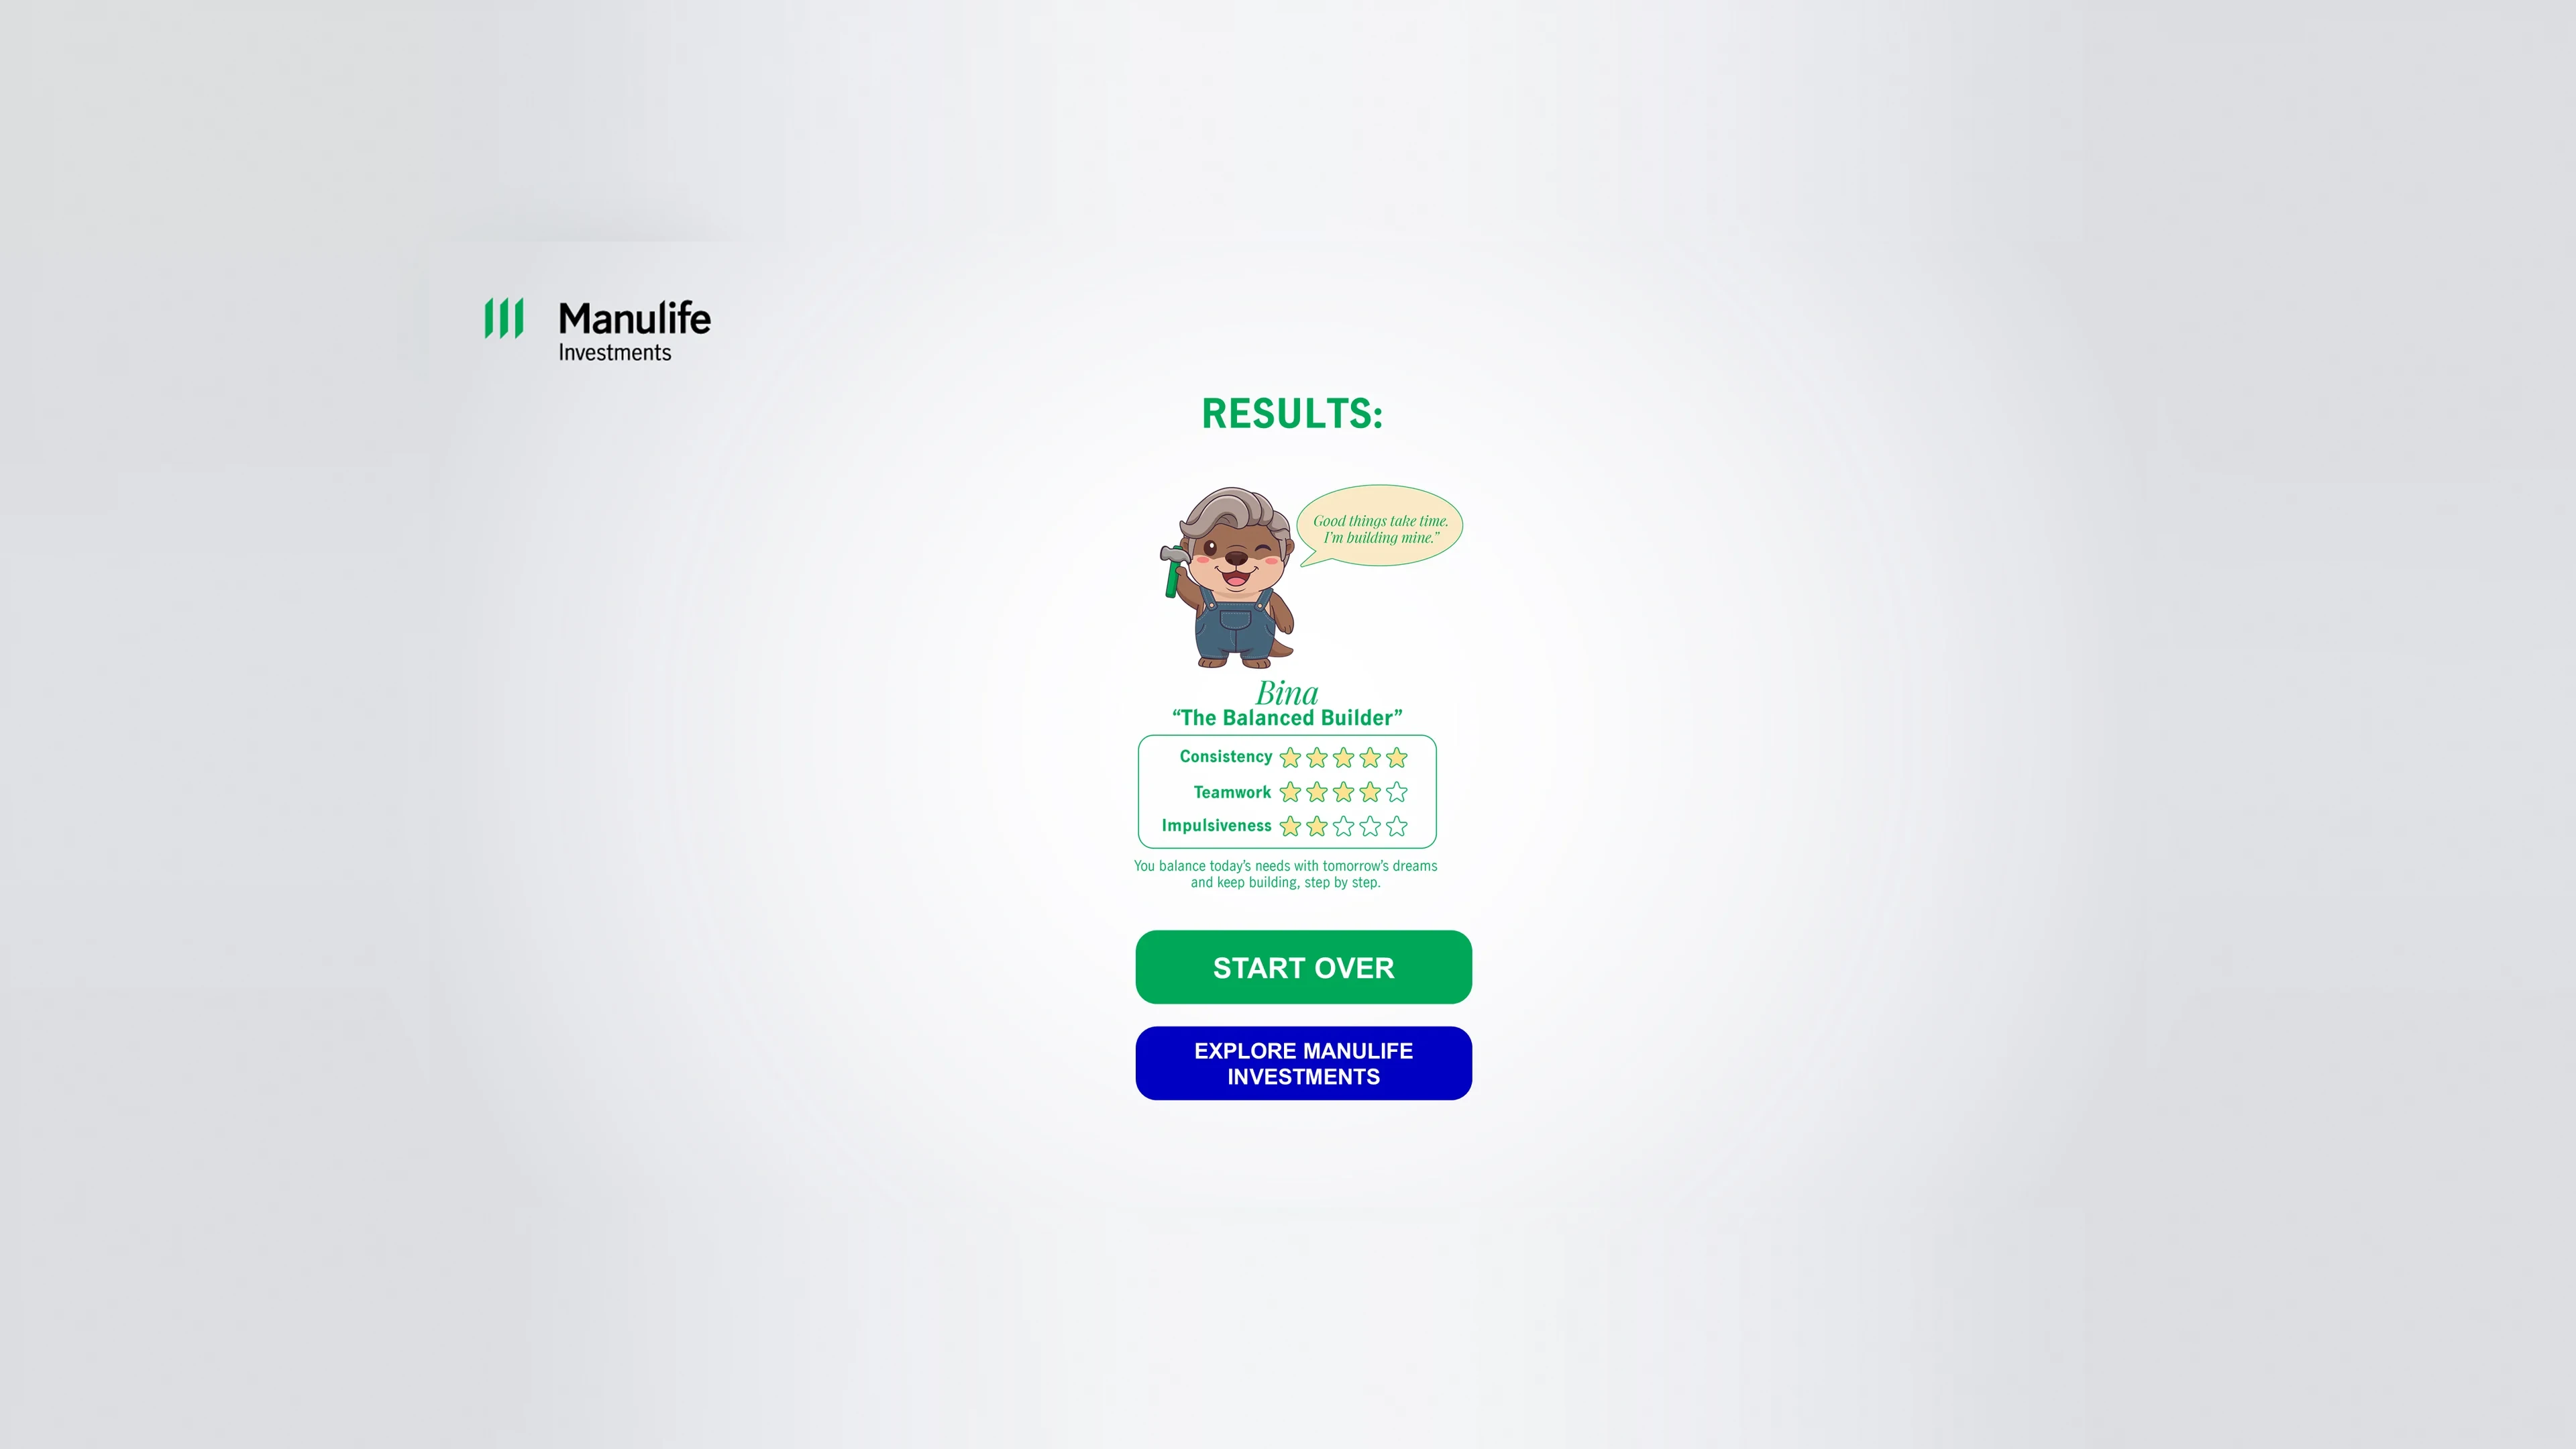 Manulife
Investments
RESULTS:
Good things take time.
I'm building mine.”
Bina
“The Balanced Builder”
Consistency
Teamwork
Impulsiveness
You balance today's needs with tomorrow's dreams
and keep building, step by step.
START OVER
EXPLORE MANULIFE
INVESTMENTS